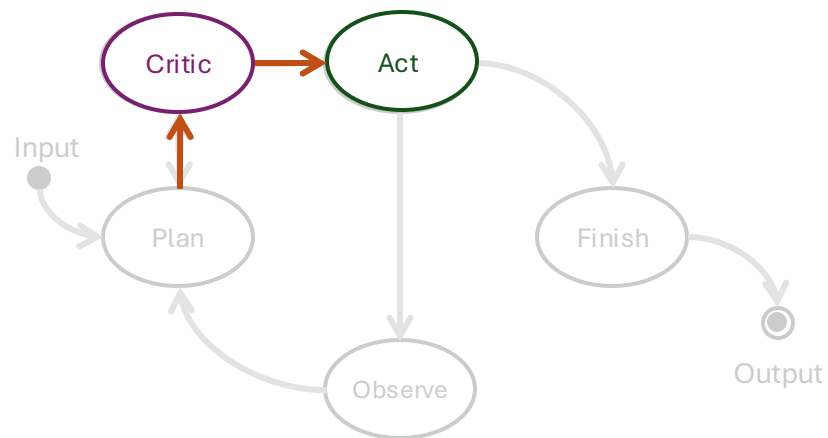 Critic
Act
Input
Plan
Finish
Observe
Output